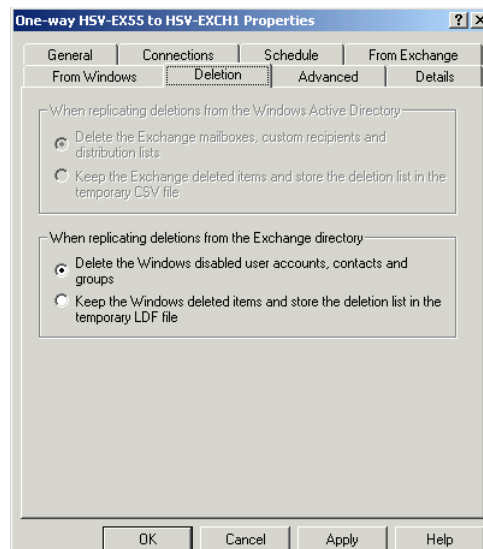 One-way HSV-EX55 to HSV-EXCH1 Properties
General Connections Schedule From Exchange
From Windows Deletion Advanced Details
When replicating deletions from the Windows Active Directory
Delete the Exchange mailboxes, custom recipients and
distribution lists
Keep the Exchange deleted items and store the deletion list in the
temporary CSV file
When replicating deletions from the Exchange directory
Delete the Windows disabled user accounts, contacts and
groups
Keep the Windows deleted items and store the deletion list in the
temporary LDF file
OK Cancel Apply Help